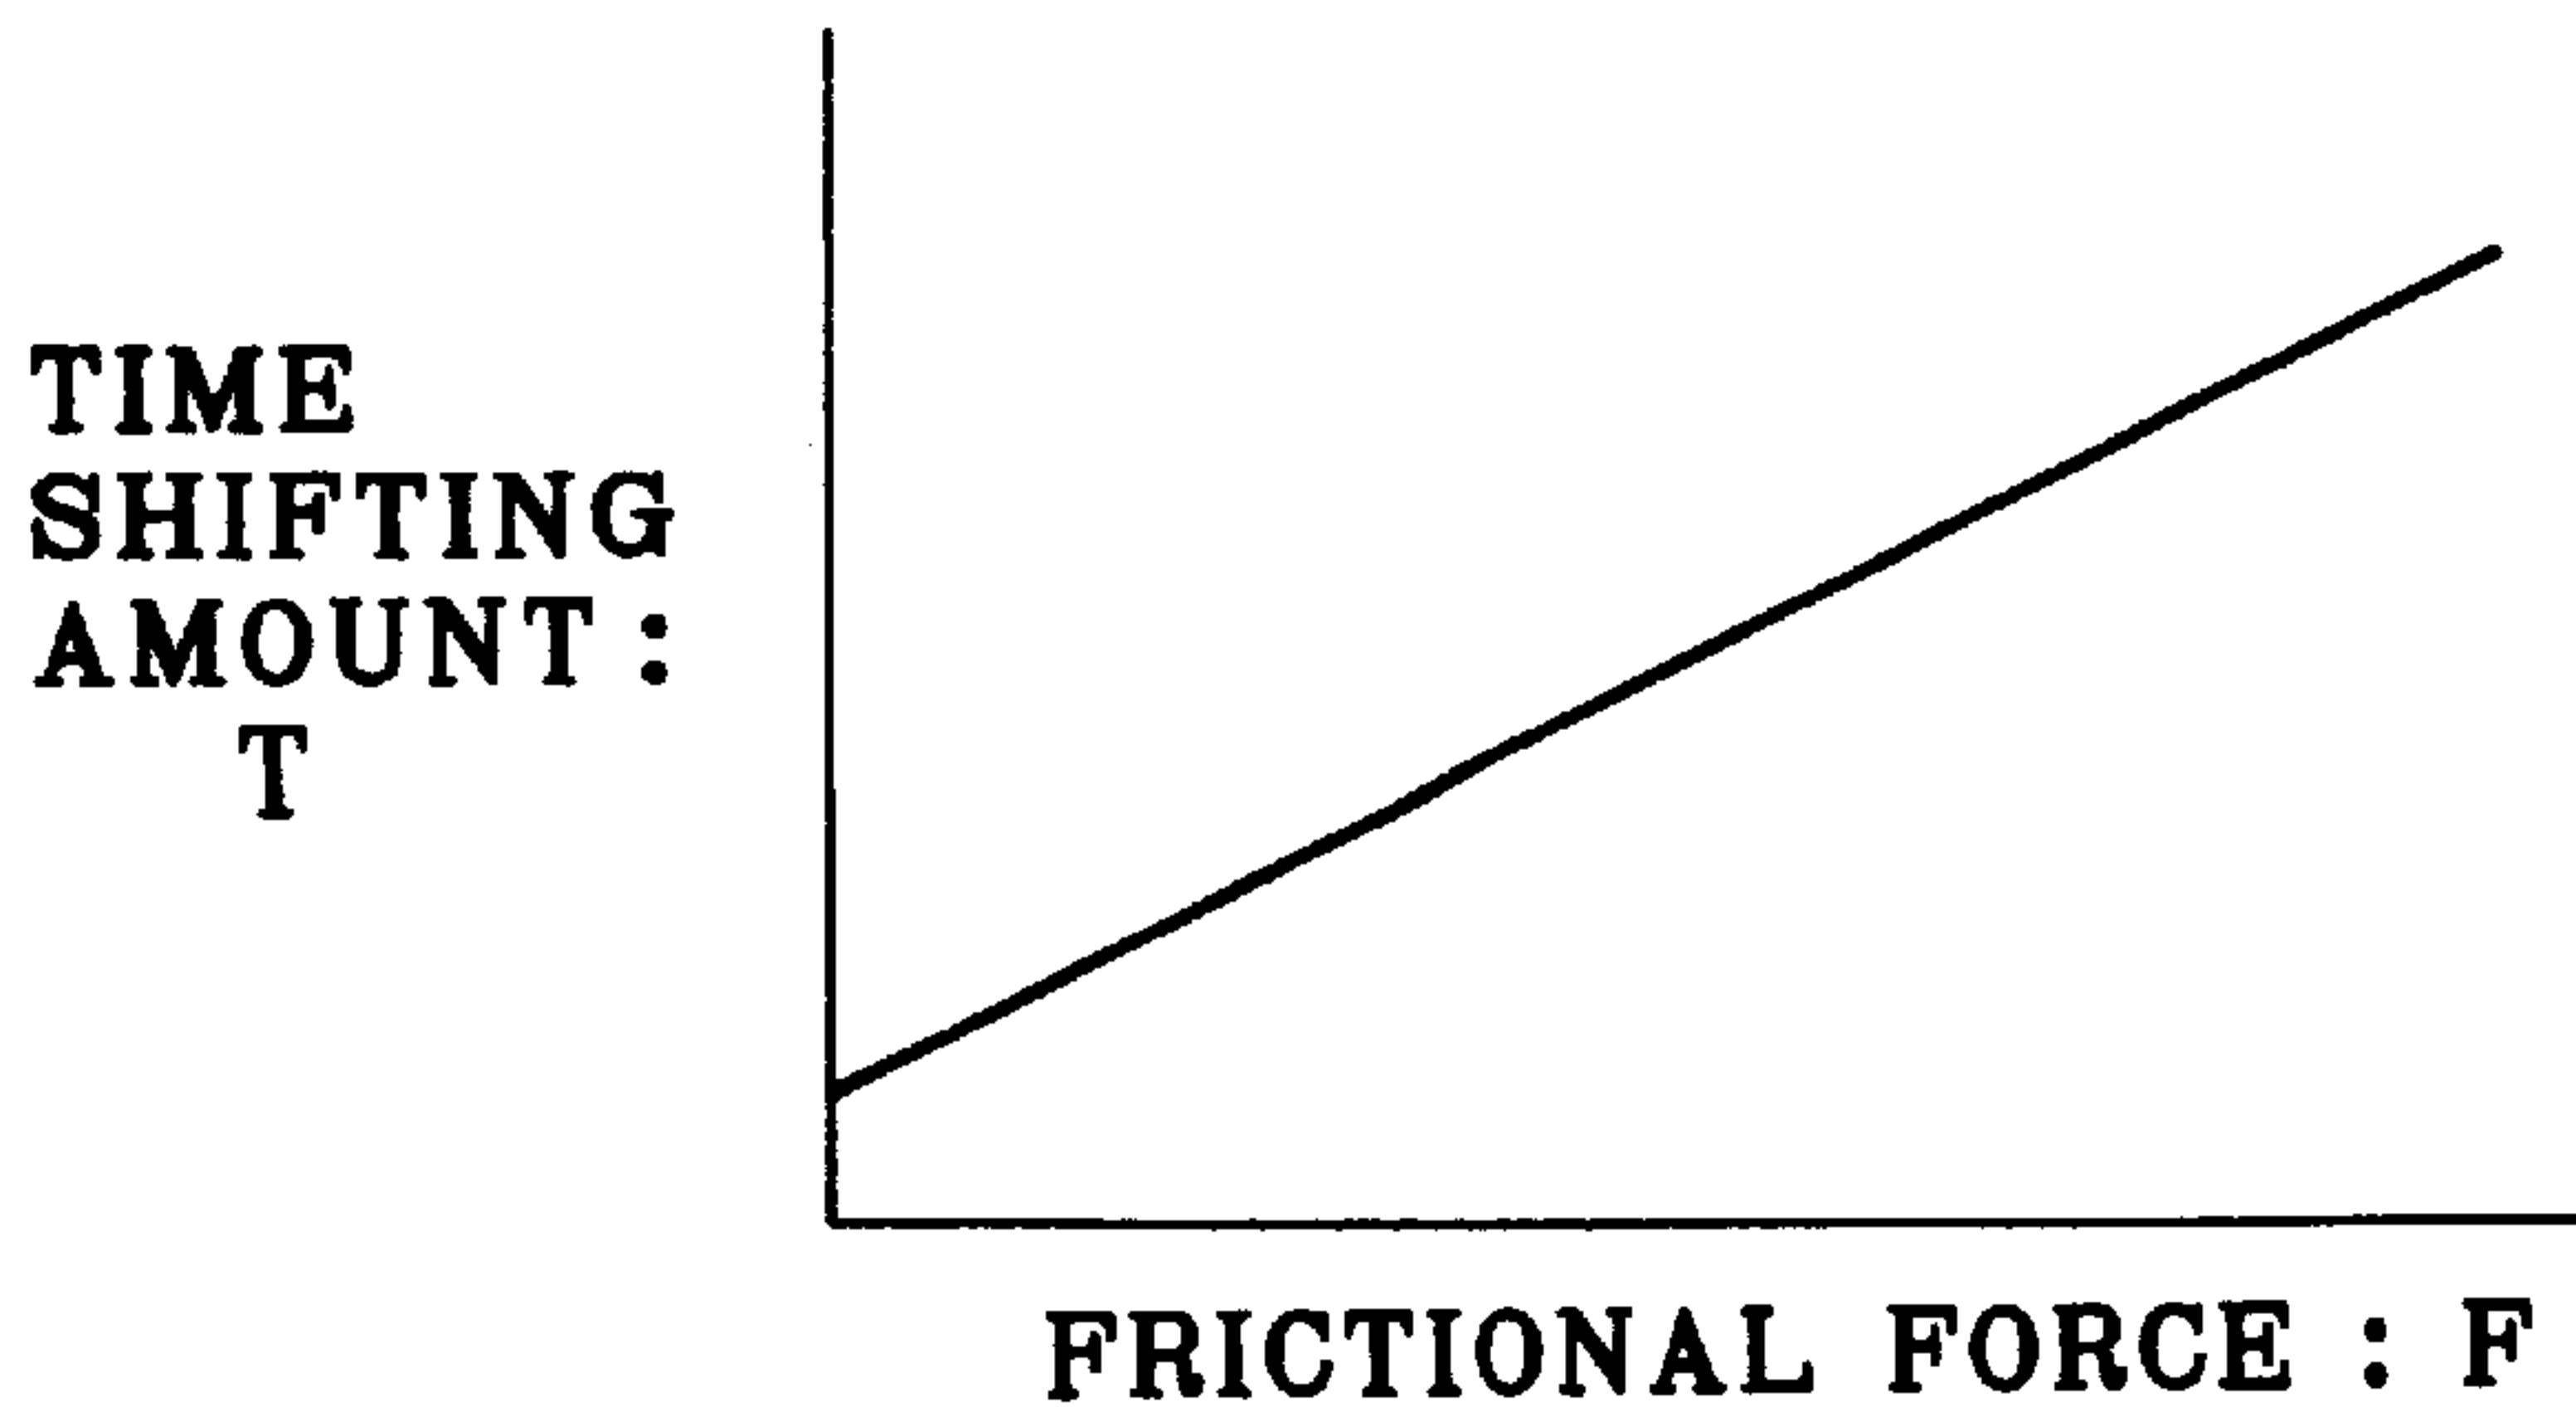 TIME
SHIFTING
AMOUNT :
T
FRICTIONAL FORCE : F